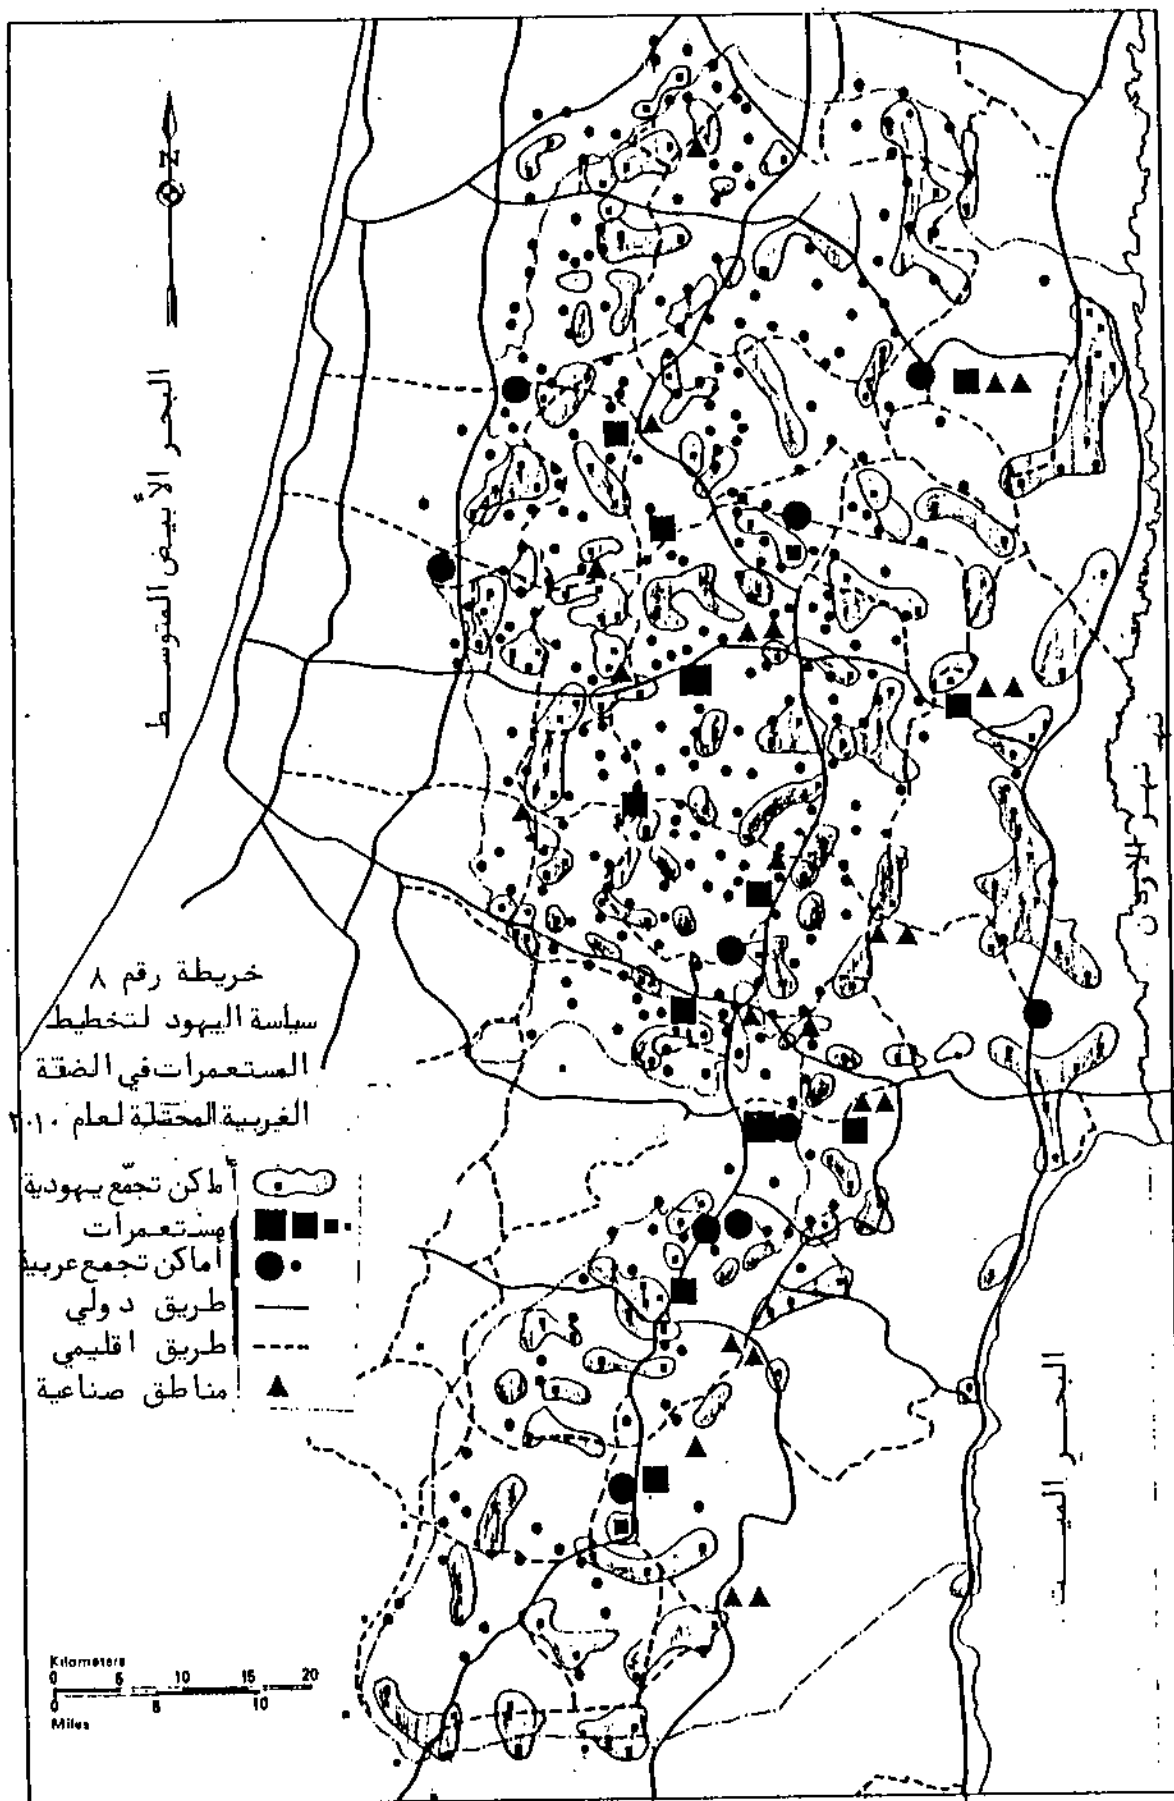 البحر الأبيض المتوسط
نهر الاردن
خريطة رقم ٨
سياسة اليهود لتخطيط
المستعمرات في الضفة
الغربية المحتلة لعام ٢٠١٠
أماكن تجمّع يهودية
مستعمرات
أماكن تجمع عربية
طريق دولي
طريق اقليمي
مناطق صناعية
البحر الميت
Kilometers
0 5 10 15 20
0 5 10
Miles
N